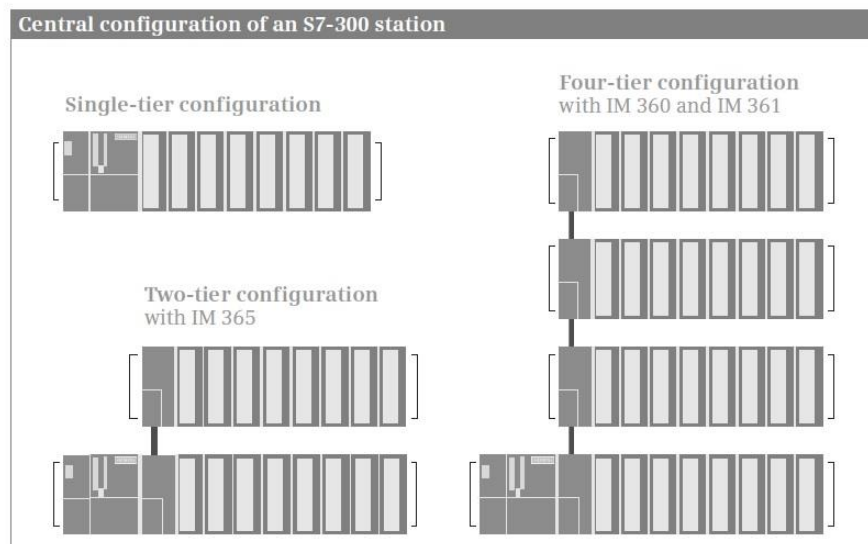 Central configuration of an S7-300 station
Single-tier configuration
Four-tier configuration
with IM 360 and IM 361
Two-tier configuration
with IM 365